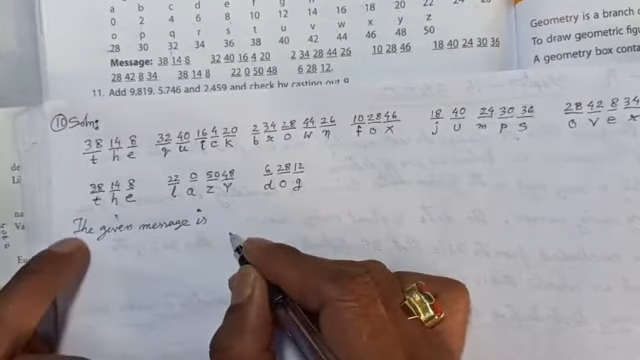 a b c d e f g
0 2 4 6 8 10 12 14 16 18 20 22
o p q r s t u v w x y z
28 30 32 34 36 38 40 42 44 46 48 50
Message: 38 14 8 32 40 16 4 20 2 34 28 44 26 10 28 46 18 40 24 30 36
28 42 8 34 38 14 8 22 0 50 48 6 28 12.
11. Add 9.819, 5.746 and 2.459 and check by casting out 9
Geometry is a branch o
To draw geometric figu
A geometry box conta
10 Soln:
38 14 8 32 40 16 4 20 2 34 28 44 26 10 28 46 18 40 24 30 36 28 42 8 34
t h e q u i c k b r o w n f o x j u m p s o v e r
38 14 8 22 0 50 48 6 28 12
t h e l a z y d o g
The given message is